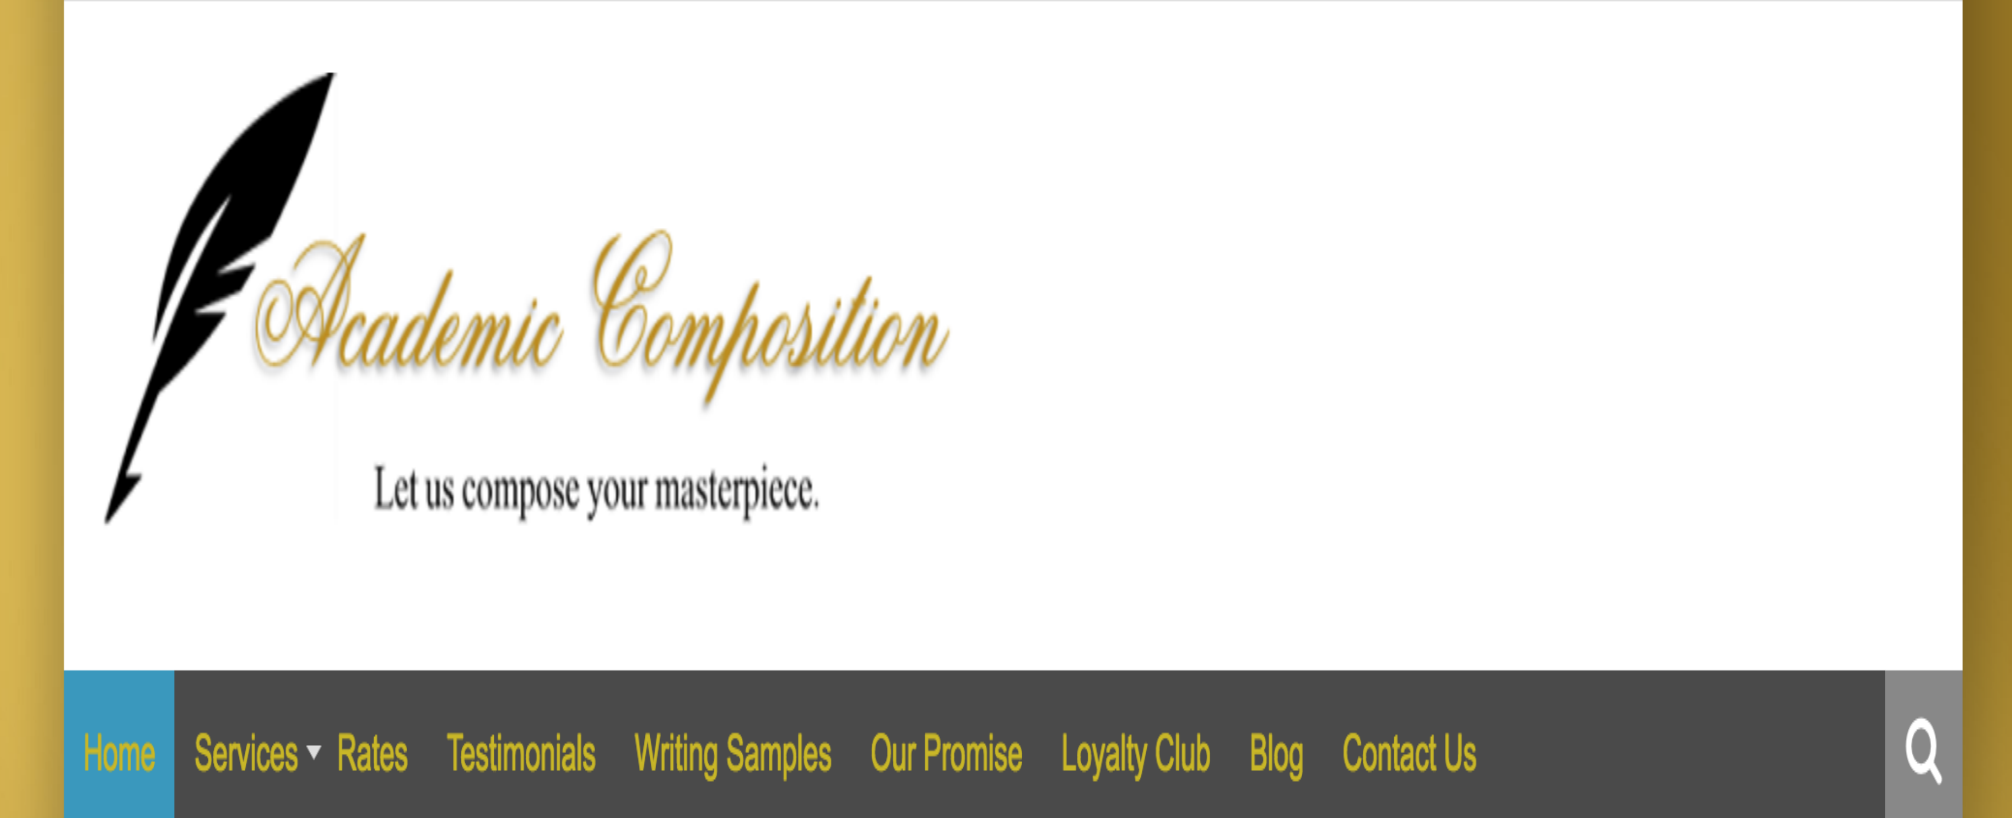 Academic Composition
Let us compose your masterpiece.
Home Services Rates Testimonials Writing Samples Our Promise Loyalty Club Blog Contact Us